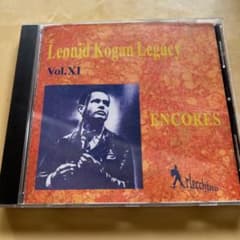 Leonid Kogan Legacy
Vol.XI
ENCORES
Arlecchino